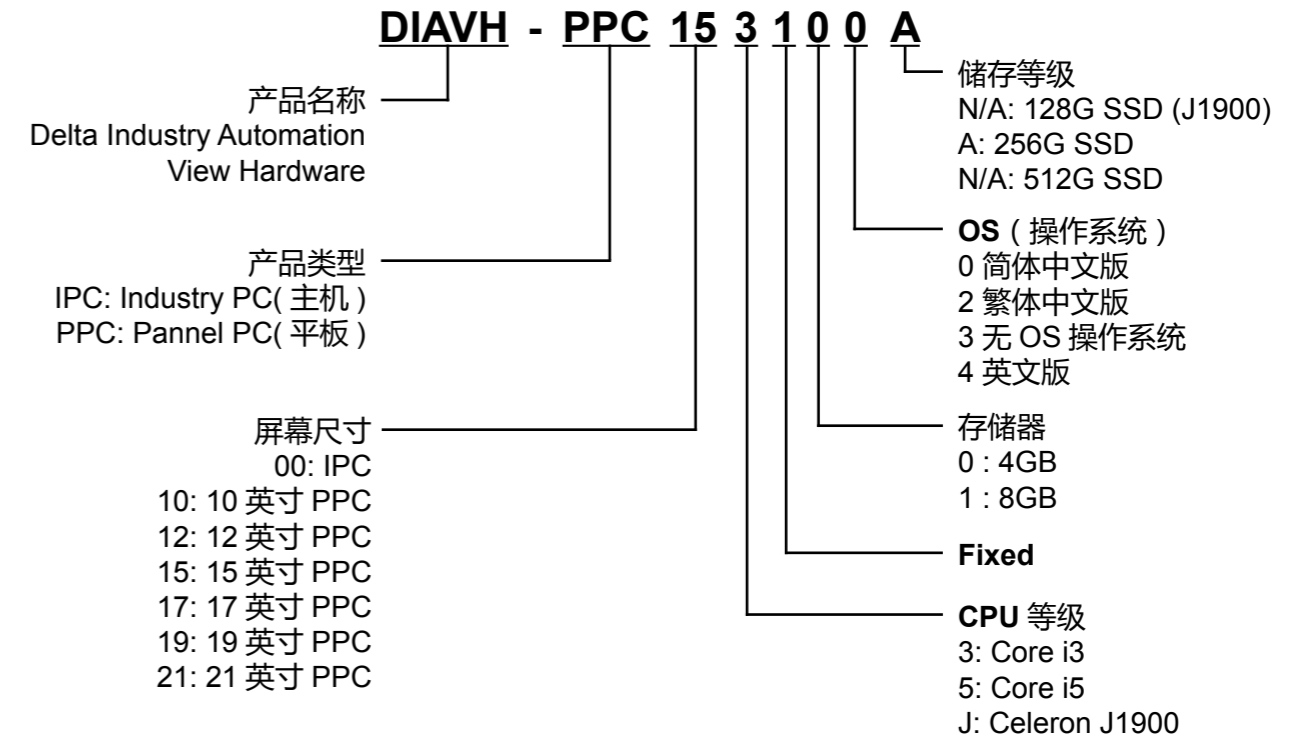 DIAVH - PPC 15 3 1 0 0 A
产品名称
Delta Industry Automation
View Hardware
产品类型
IPC: Industry PC( 主机 )
PPC: Pannel PC( 平板 )
屏幕尺寸
00: IPC
10: 10 英寸 PPC
12: 12 英寸 PPC
15: 15 英寸 PPC
17: 17 英寸 PPC
19: 19 英寸 PPC
21: 21 英寸 PPC
储存等级
N/A: 128G SSD (J1900)
A: 256G SSD
N/A: 512G SSD
OS ( 操作系统 )
0 简体中文版
2 繁体中文版
3 无 OS 操作系统
4 英文版
存储器
0 : 4GB
1 : 8GB
Fixed
CPU 等级
3: Core i3
5: Core i5
J: Celeron J1900